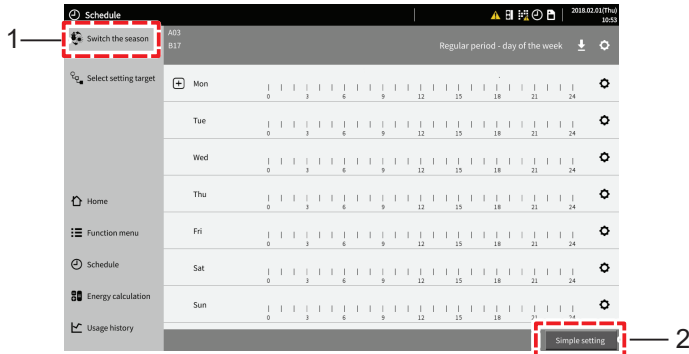 Schedule
2018.02.01(Thu)
10:53
1
Switch the season
A03
B17
Regular period - day of the week
Select setting target
Mon
0 3 6 9 12 15 18 21 24
Tue
0 3 6 9 12 15 18 21 24
Wed
0 3 6 9 12 15 18 21 24
Home
Thu
0 3 6 9 12 15 18 21 24
Function menu
Fri
0 3 6 9 12 15 18 21 24
Schedule
Sat
0 3 6 9 12 15 18 21 24
Energy calculation
Sun
0 3 6 9 12 15 18 21 24
Usage history
Simple setting
2